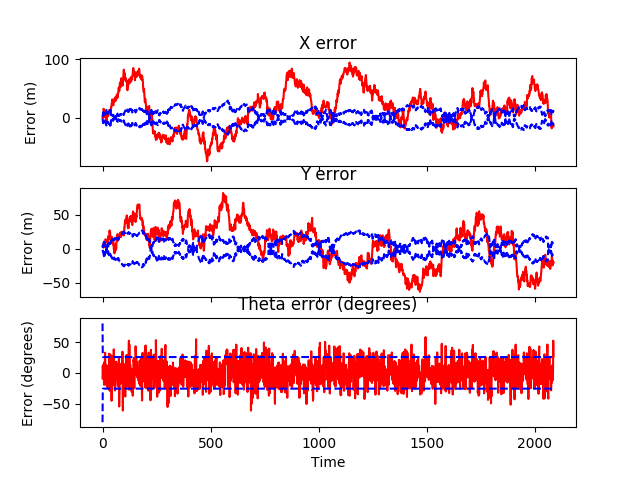 X error
100
0
Error (m)
Y error
50
0
−50
Error (m)
Theta error (degrees)
50
0
−50
Error (degrees)
0 500 1000 1500 2000
Time